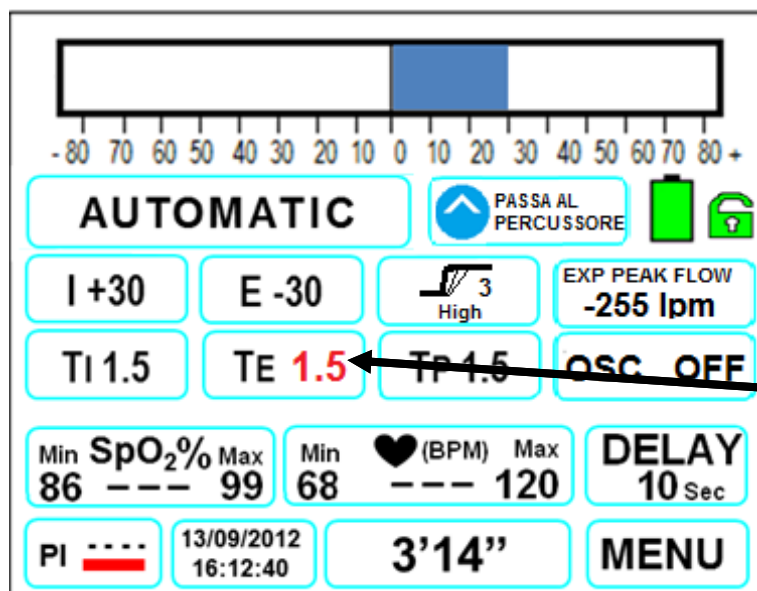 - 80 70 60 50 40 30 20 10 0 10 20 30 40 50 60 70 80 +
AUTOMATIC
PASSA AL
PERCUSSORE
I +30
E -30
3
High
EXP PEAK FLOW
-255 lpm
TI 1.5
TE 1.5
TP 1.5
OSC OFF
Min SpO₂% Max
86 --- 99
Min (BPM) Max
68 --- 120
DELAY
10 Sec
PI ----
13/09/2012
16:12:40
3’14”
MENU